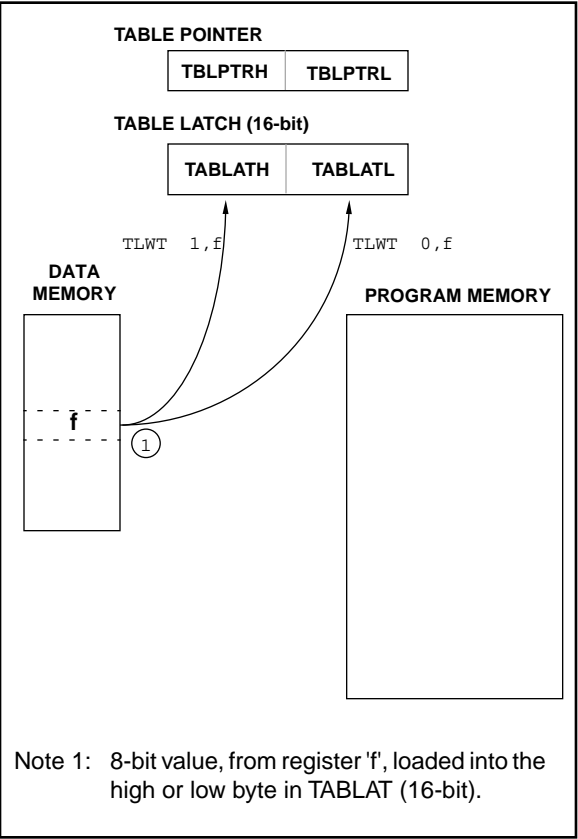 TABLE POINTER
TBLPTRH TBLPTRL
TABLE LATCH (16-bit)
TABLATH TABLATL
TLWT 1,f TLWT 0,f
DATA
MEMORY
PROGRAM MEMORY
f
1
Note 1: 8-bit value, from register 'f', loaded into the
high or low byte in TABLAT (16-bit).